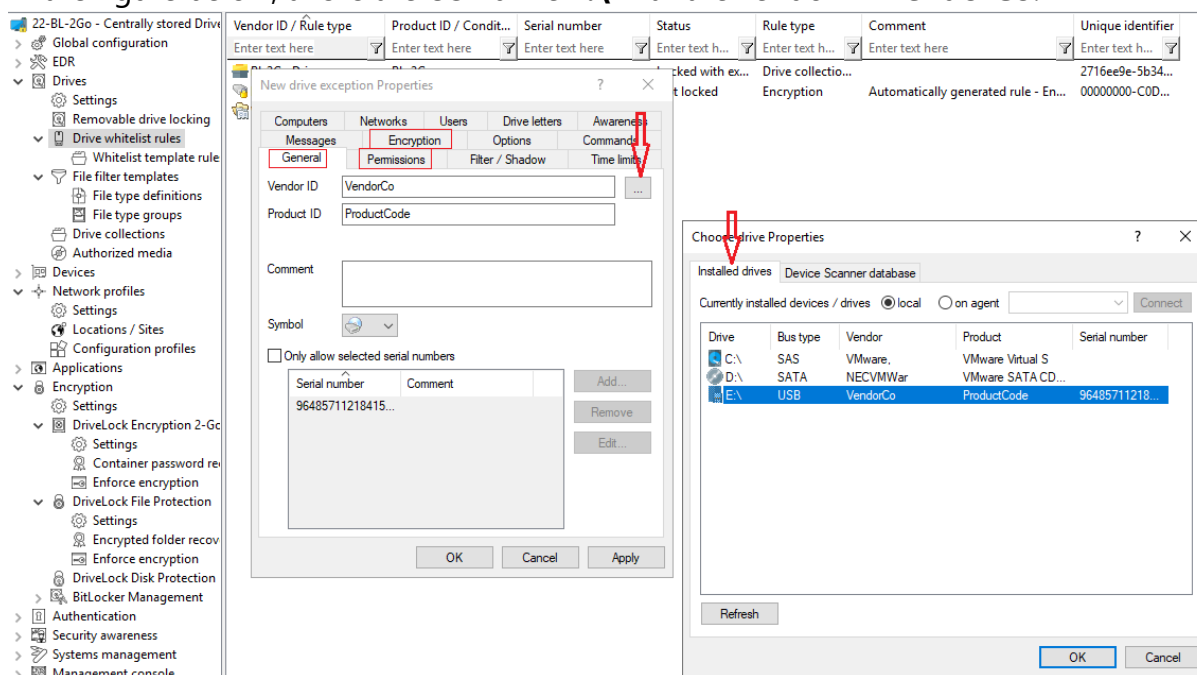 22-BL-2Go - Centrally stored Drive
Global configuration
EDR
Drives
Settings
Removable drive locking
Drive whitelist rules
Whitelist template rule
File filter templates
File type definitions
File type groups
Drive collections
Authorized media
Devices
Network profiles
Settings
Locations / Sites
Configuration profiles
Applications
Encryption
Settings
DriveLock Encryption 2-Go
Settings
Container password re
Enforce encryption
DriveLock File Protection
Settings
Encrypted folder recov
Enforce encryption
DriveLock Disk Protection
BitLocker Management
Authentication
Security awareness
Systems management
Management console
Vendor ID / Rule type Product ID / Condit... Serial number Status Rule type Comment Unique identifier
Enter text here Enter text here Enter text here Enter text h... Enter text h... Enter text here Enter text h...
cked with ex... Drive collectio... 2716ee9e-5b34...
t locked Encryption Automatically generated rule - En... 00000000-C0D...
New drive exception Properties ? ×
Computers Networks Users Drive letters Awareness
Messages Encryption Options Commands
General Permissions Filter / Shadow Time limits
Vendor ID VendorCo ...
Product ID ProductCode
Comment
Symbol
Only allow selected serial numbers
Serial number Comment Add...
96485711218415... Remove
Edit...
OK Cancel Apply
Choose drive Properties ? ×
Installed drives Device Scanner database
Currently installed devices / drives local on agent Connect
Drive Bus type Vendor Product Serial number
C:\ SAS VMware, VMware Virtual S
D:\ SATA NECVMWar VMware SATA CD...
E:\ USB VendorCo ProductCode 96485711218...
Refresh
OK Cancel